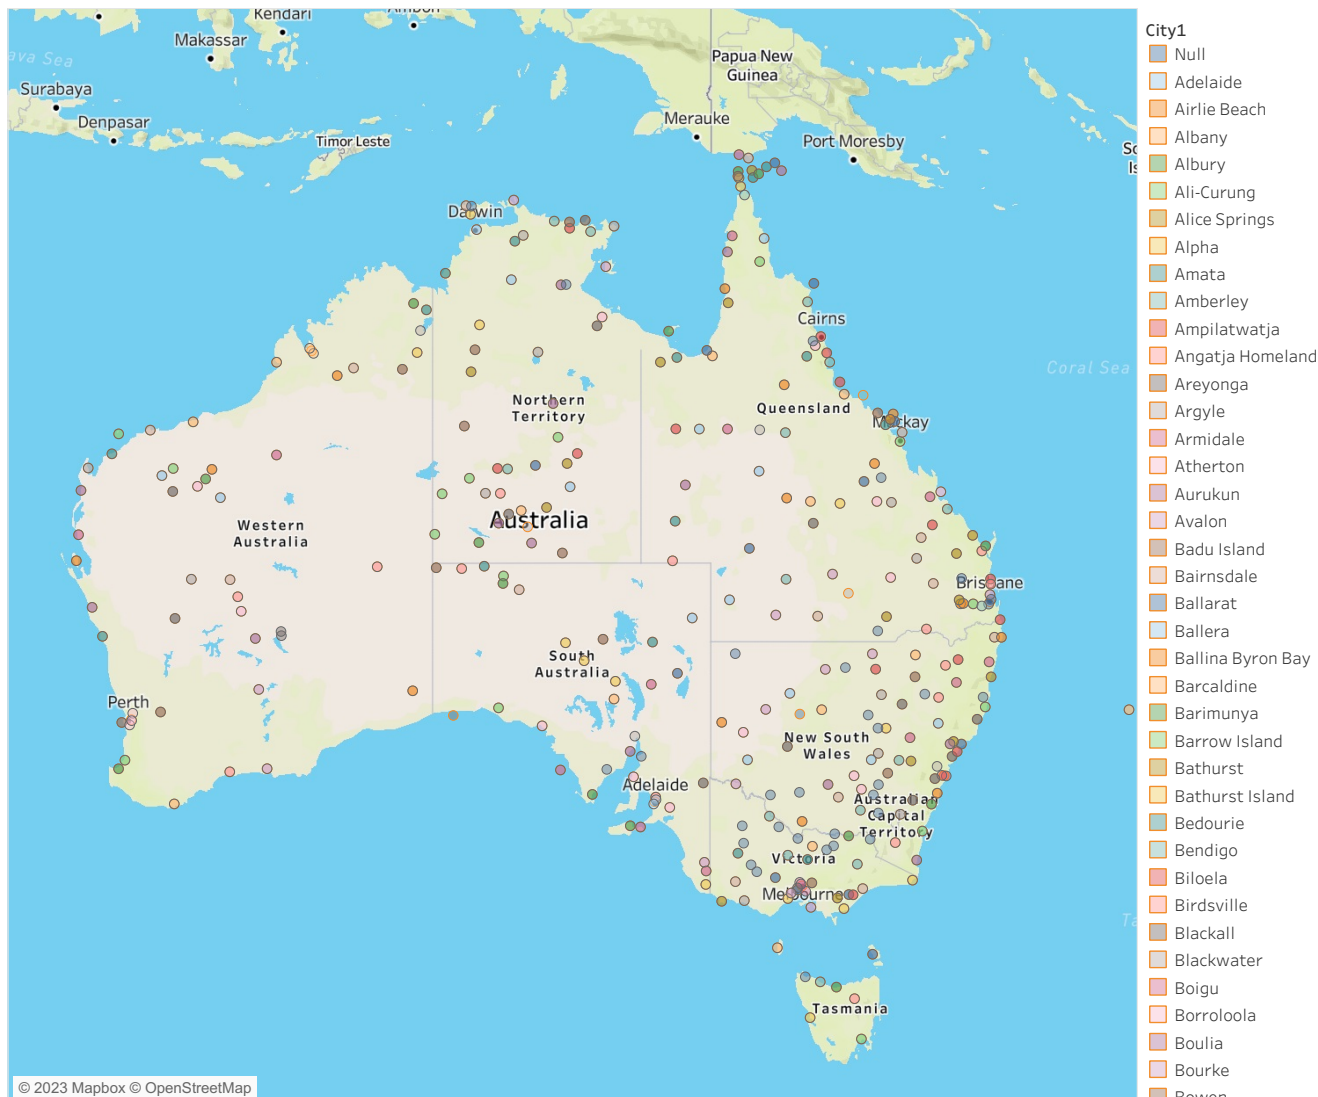 Kendari
Makassar
ava Sea
Surabaya
Denpasar
Timor Leste
Papua New
Guinea
Merauke
Port Moresby
Darwin
Cairns
Coral Sea
Northern
Territory
Queensland
Mackay
Western
Australia
Australia
Brisbane
South
Australia
Perth
New South
Wales
Adelaide
Australian
Capital
Territory
Victoria
Melbourne
Tasmania
© 2023 Mapbox © OpenStreetMap
City1
Null
Adelaide
Airlie Beach
Albany
Albury
Ali-Curung
Alice Springs
Alpha
Amata
Amberley
Ampilatwatja
Angatja Homeland
Areyonga
Argyle
Armidale
Atherton
Aurukun
Avalon
Badu Island
Bairnsdale
Ballarat
Ballera
Ballina Byron Bay
Barcaldine
Barimunya
Barrow Island
Bathurst
Bathurst Island
Bedourie
Bendigo
Biloela
Birdsville
Blackall
Blackwater
Boigu
Borroloola
Boulia
Bourke
Bowen